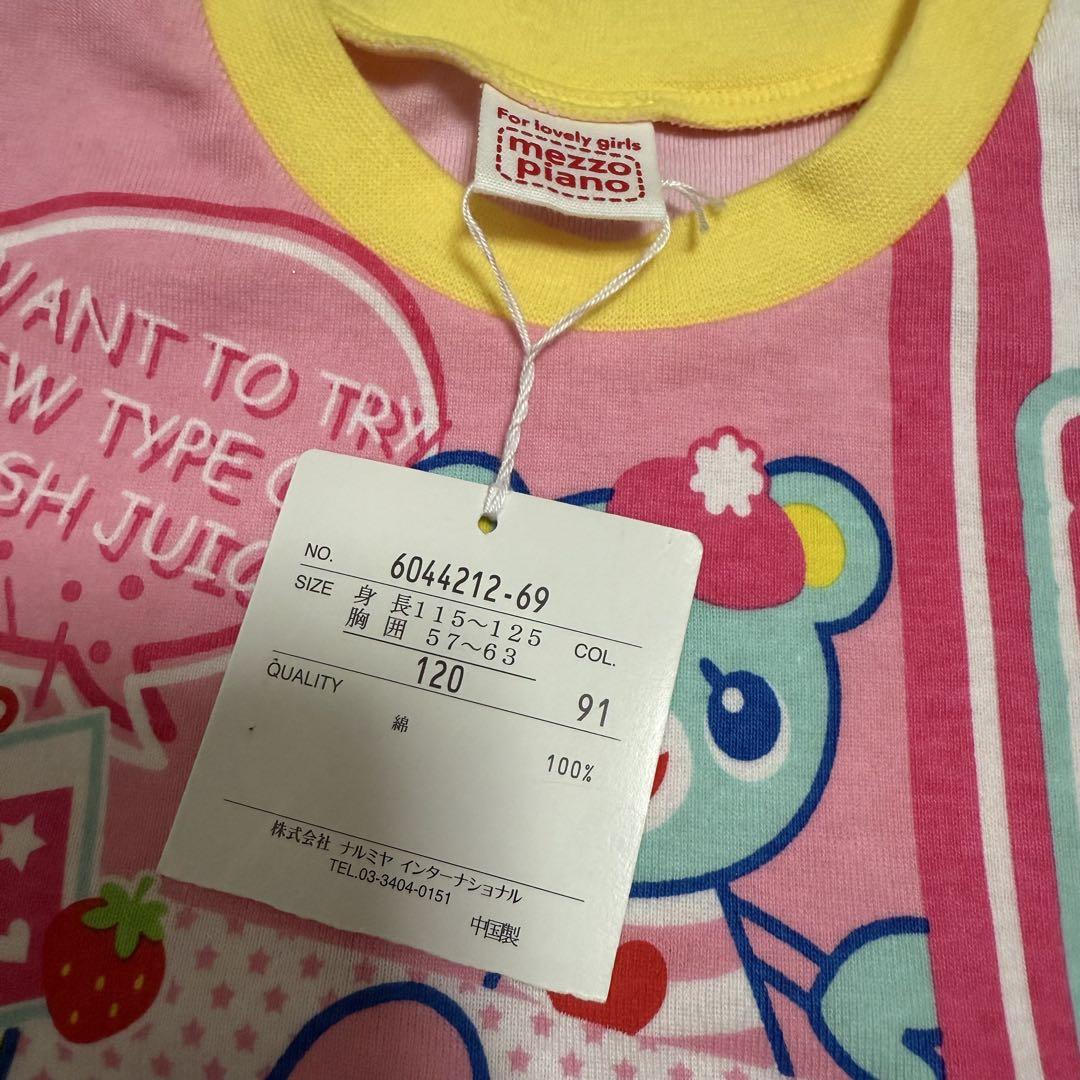 For lovely girls
mezzo
piano
WANT TO TRY
TYPE
JUIC
NO. 6044212-69
SIZE 身長115~125
胸囲 57~63
120
COL. 91
QUALITY
綿 100%
株式会社 ナルミヤ インターナショナル
TEL.03-3404-0151
中国製